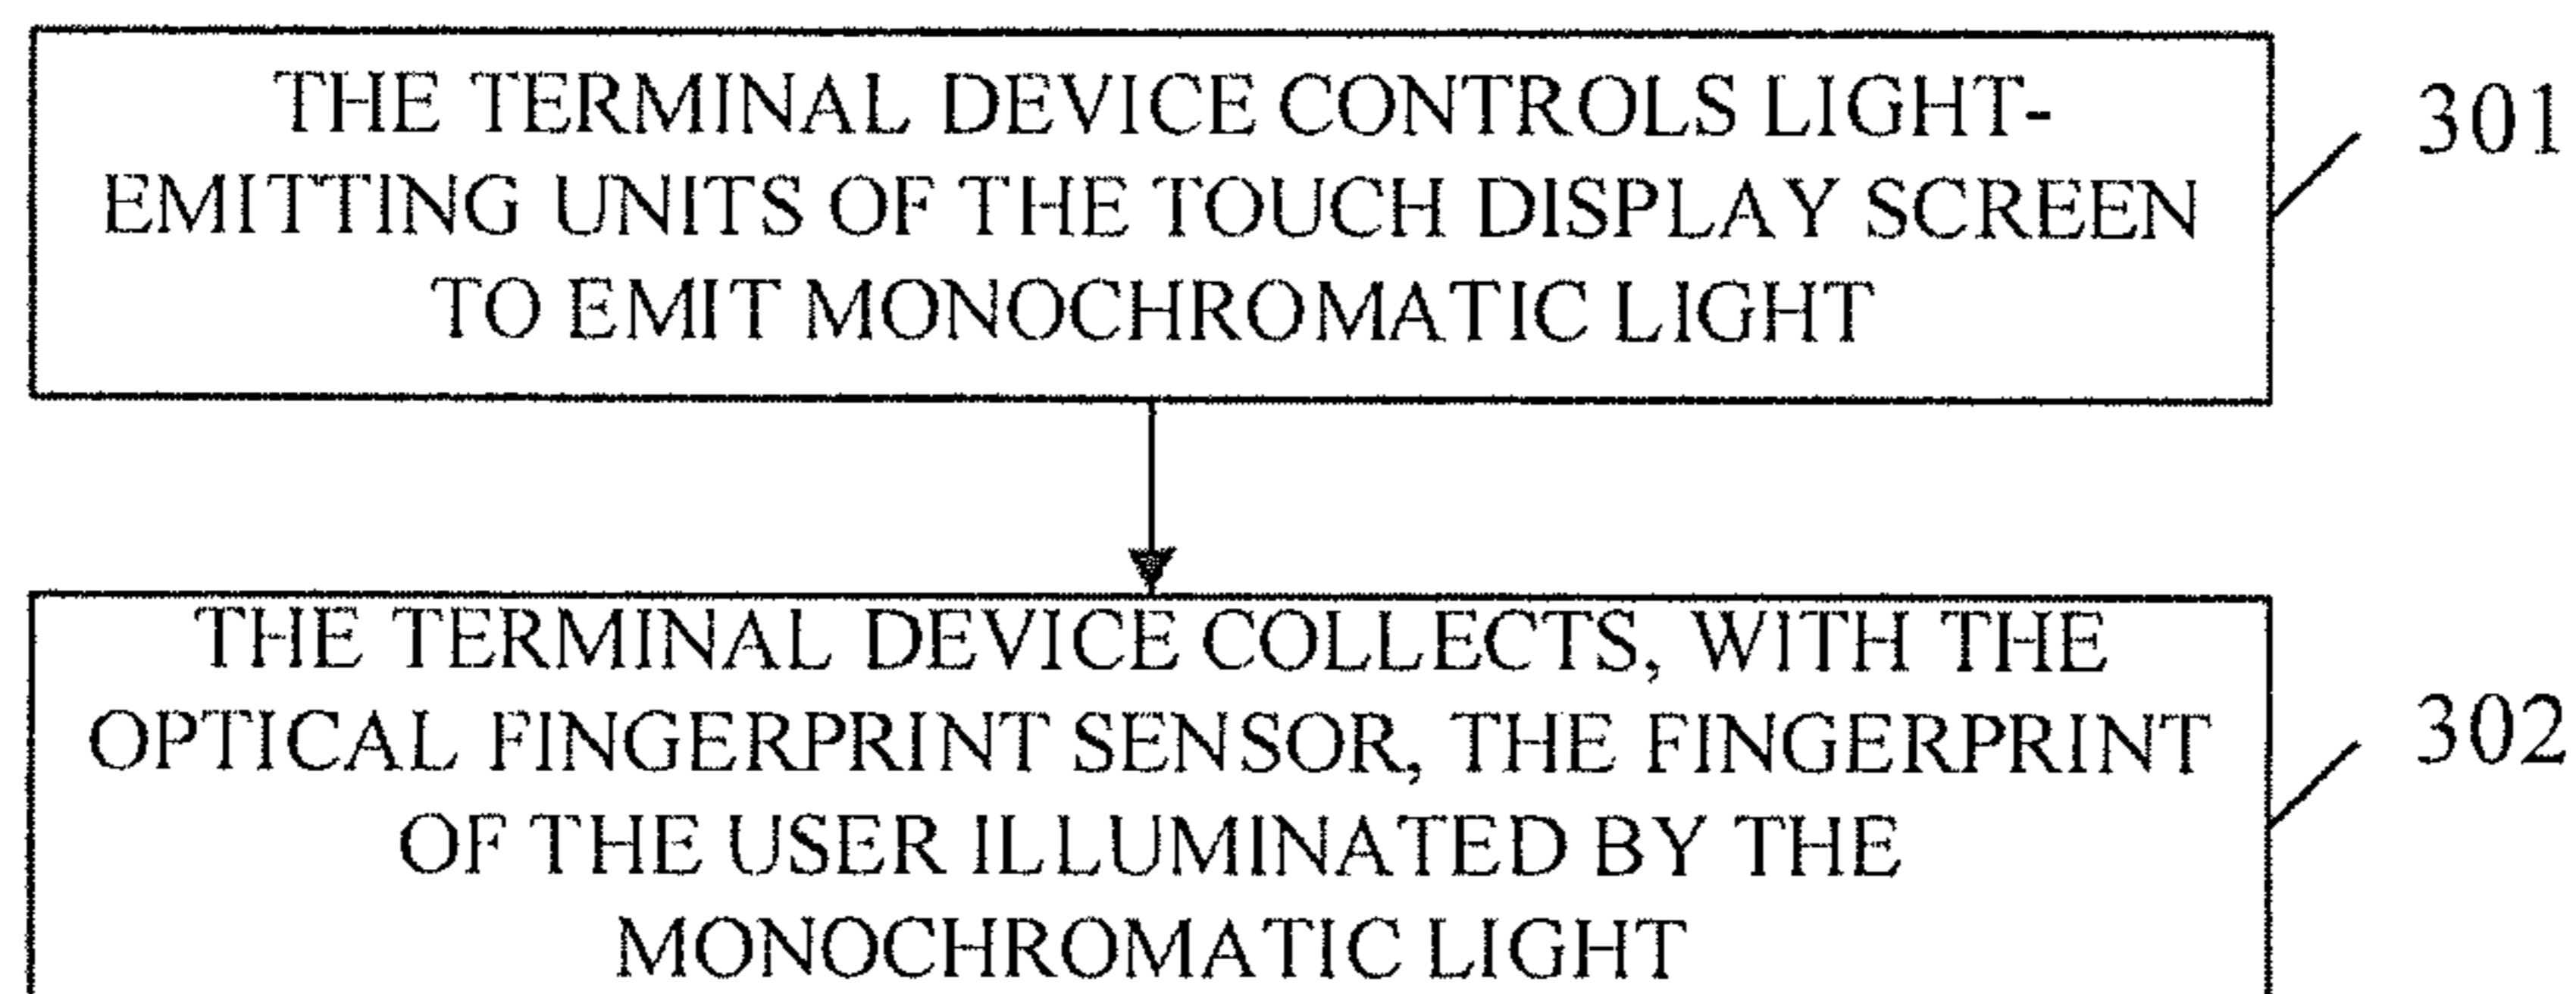 THE TERMINAL DEVICE CONTROLS LIGHT-
EMITTING UNITS OF THE TOUCH DISPLAY SCREEN
TO EMIT MONOCHROMATIC LIGHT
301
THE TERMINAL DEVICE COLLECTS, WITH THE
OPTICAL FINGERPRINT SENSOR, THE FINGERPRINT
OF THE USER ILLUMINATED BY THE
MONOCHROMATIC LIGHT
302